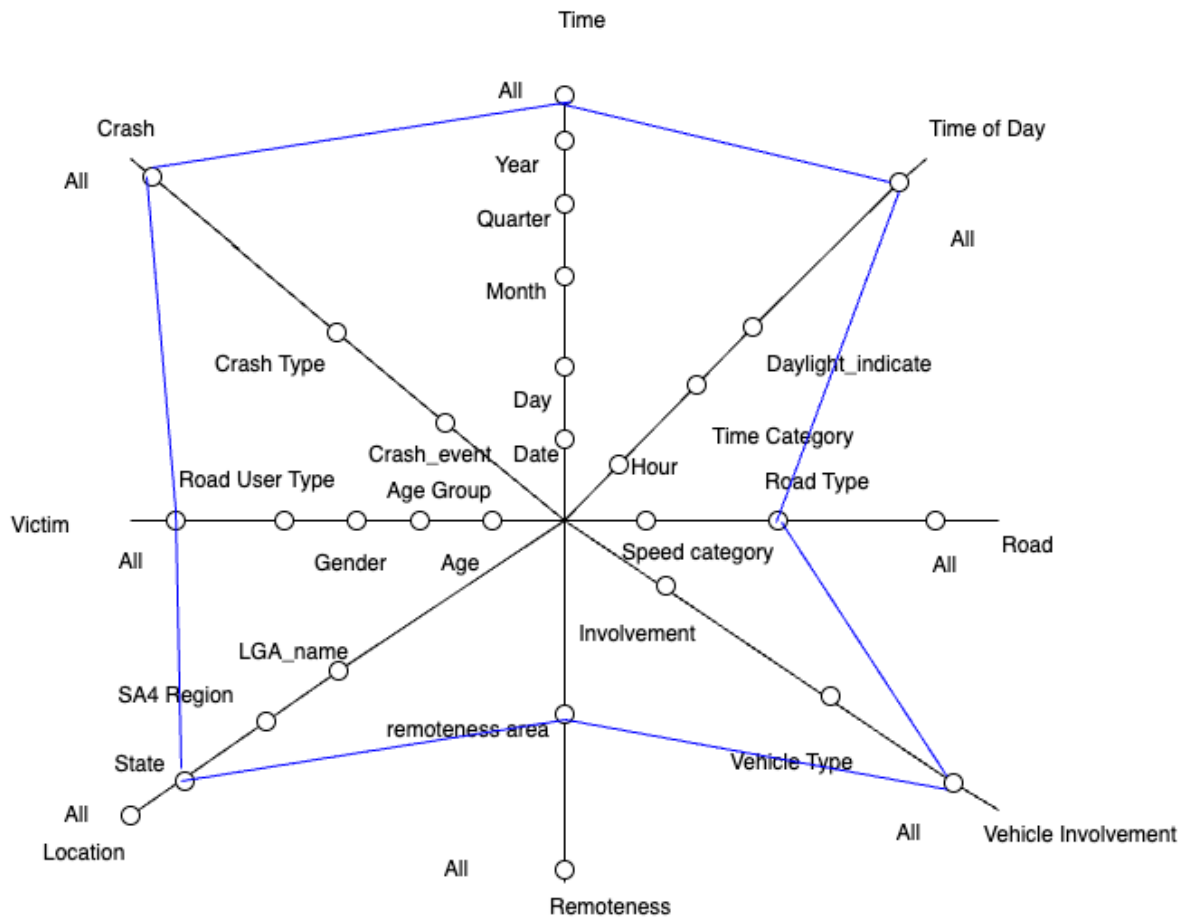 Time
All
Crash
Time of Day
Year
All
Quarter
All
Month
Crash Type
Daylight_indicate
Day
Time Category
Crash_event
Date
Hour
Road User Type
Road Type
Age Group
Victim
Road
Speed category
All
Gender
Age
All
Involvement
LGA_name
SA4 Region
remoteness area
State
Vehicle Type
All
All
Vehicle Involvement
Location
All
Remoteness